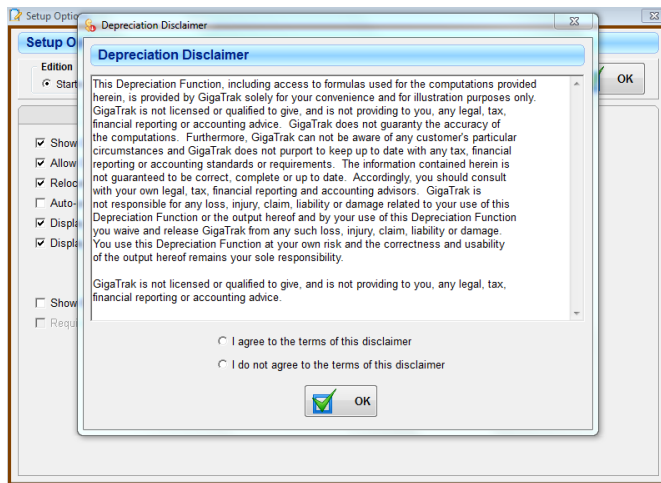 Setup Optio
Depreciation Disclaimer
Setup O
Depreciation Disclaimer
Edition
Start
OK
This Depreciation Function, including access to formulas used for the computations provided
herein, is provided by GigaTrak solely for your convenience and for illustration purposes only.
GigaTrak is not licensed or qualified to give, and is not providing to you, any legal, tax,
financial reporting or accounting advice.  GigaTrak does not guaranty the accuracy of
the computations.  Furthermore, GigaTrak can not be aware of any customer's particular
circumstances and GigaTrak does not purport to keep up to date with any tax, financial
reporting or accounting standards or requirements.  The information contained herein is
not guaranteed to be correct, complete or up to date.  Accordingly, you should consult
with your own legal, tax, financial reporting and accounting advisors.  GigaTrak is
not responsible for any loss, injury, claim, liability or damage related to your use of this
Depreciation Function or the output hereof and by your use of this Depreciation Function
you waive and release GigaTrak from any such loss, injury, claim, liability or damage.
You use this Depreciation Function at your own risk and the correctness and usability
of the output hereof remains your sole responsibility.
GigaTrak is not licensed or qualified to give, and is not providing to you, any legal, tax,
financial reporting or accounting advice.
Show
Allow
Reloc
Auto-
Displa
Displa
Show
Requi
I agree to the terms of this disclaimer
I do not agree to the terms of this disclaimer
OK